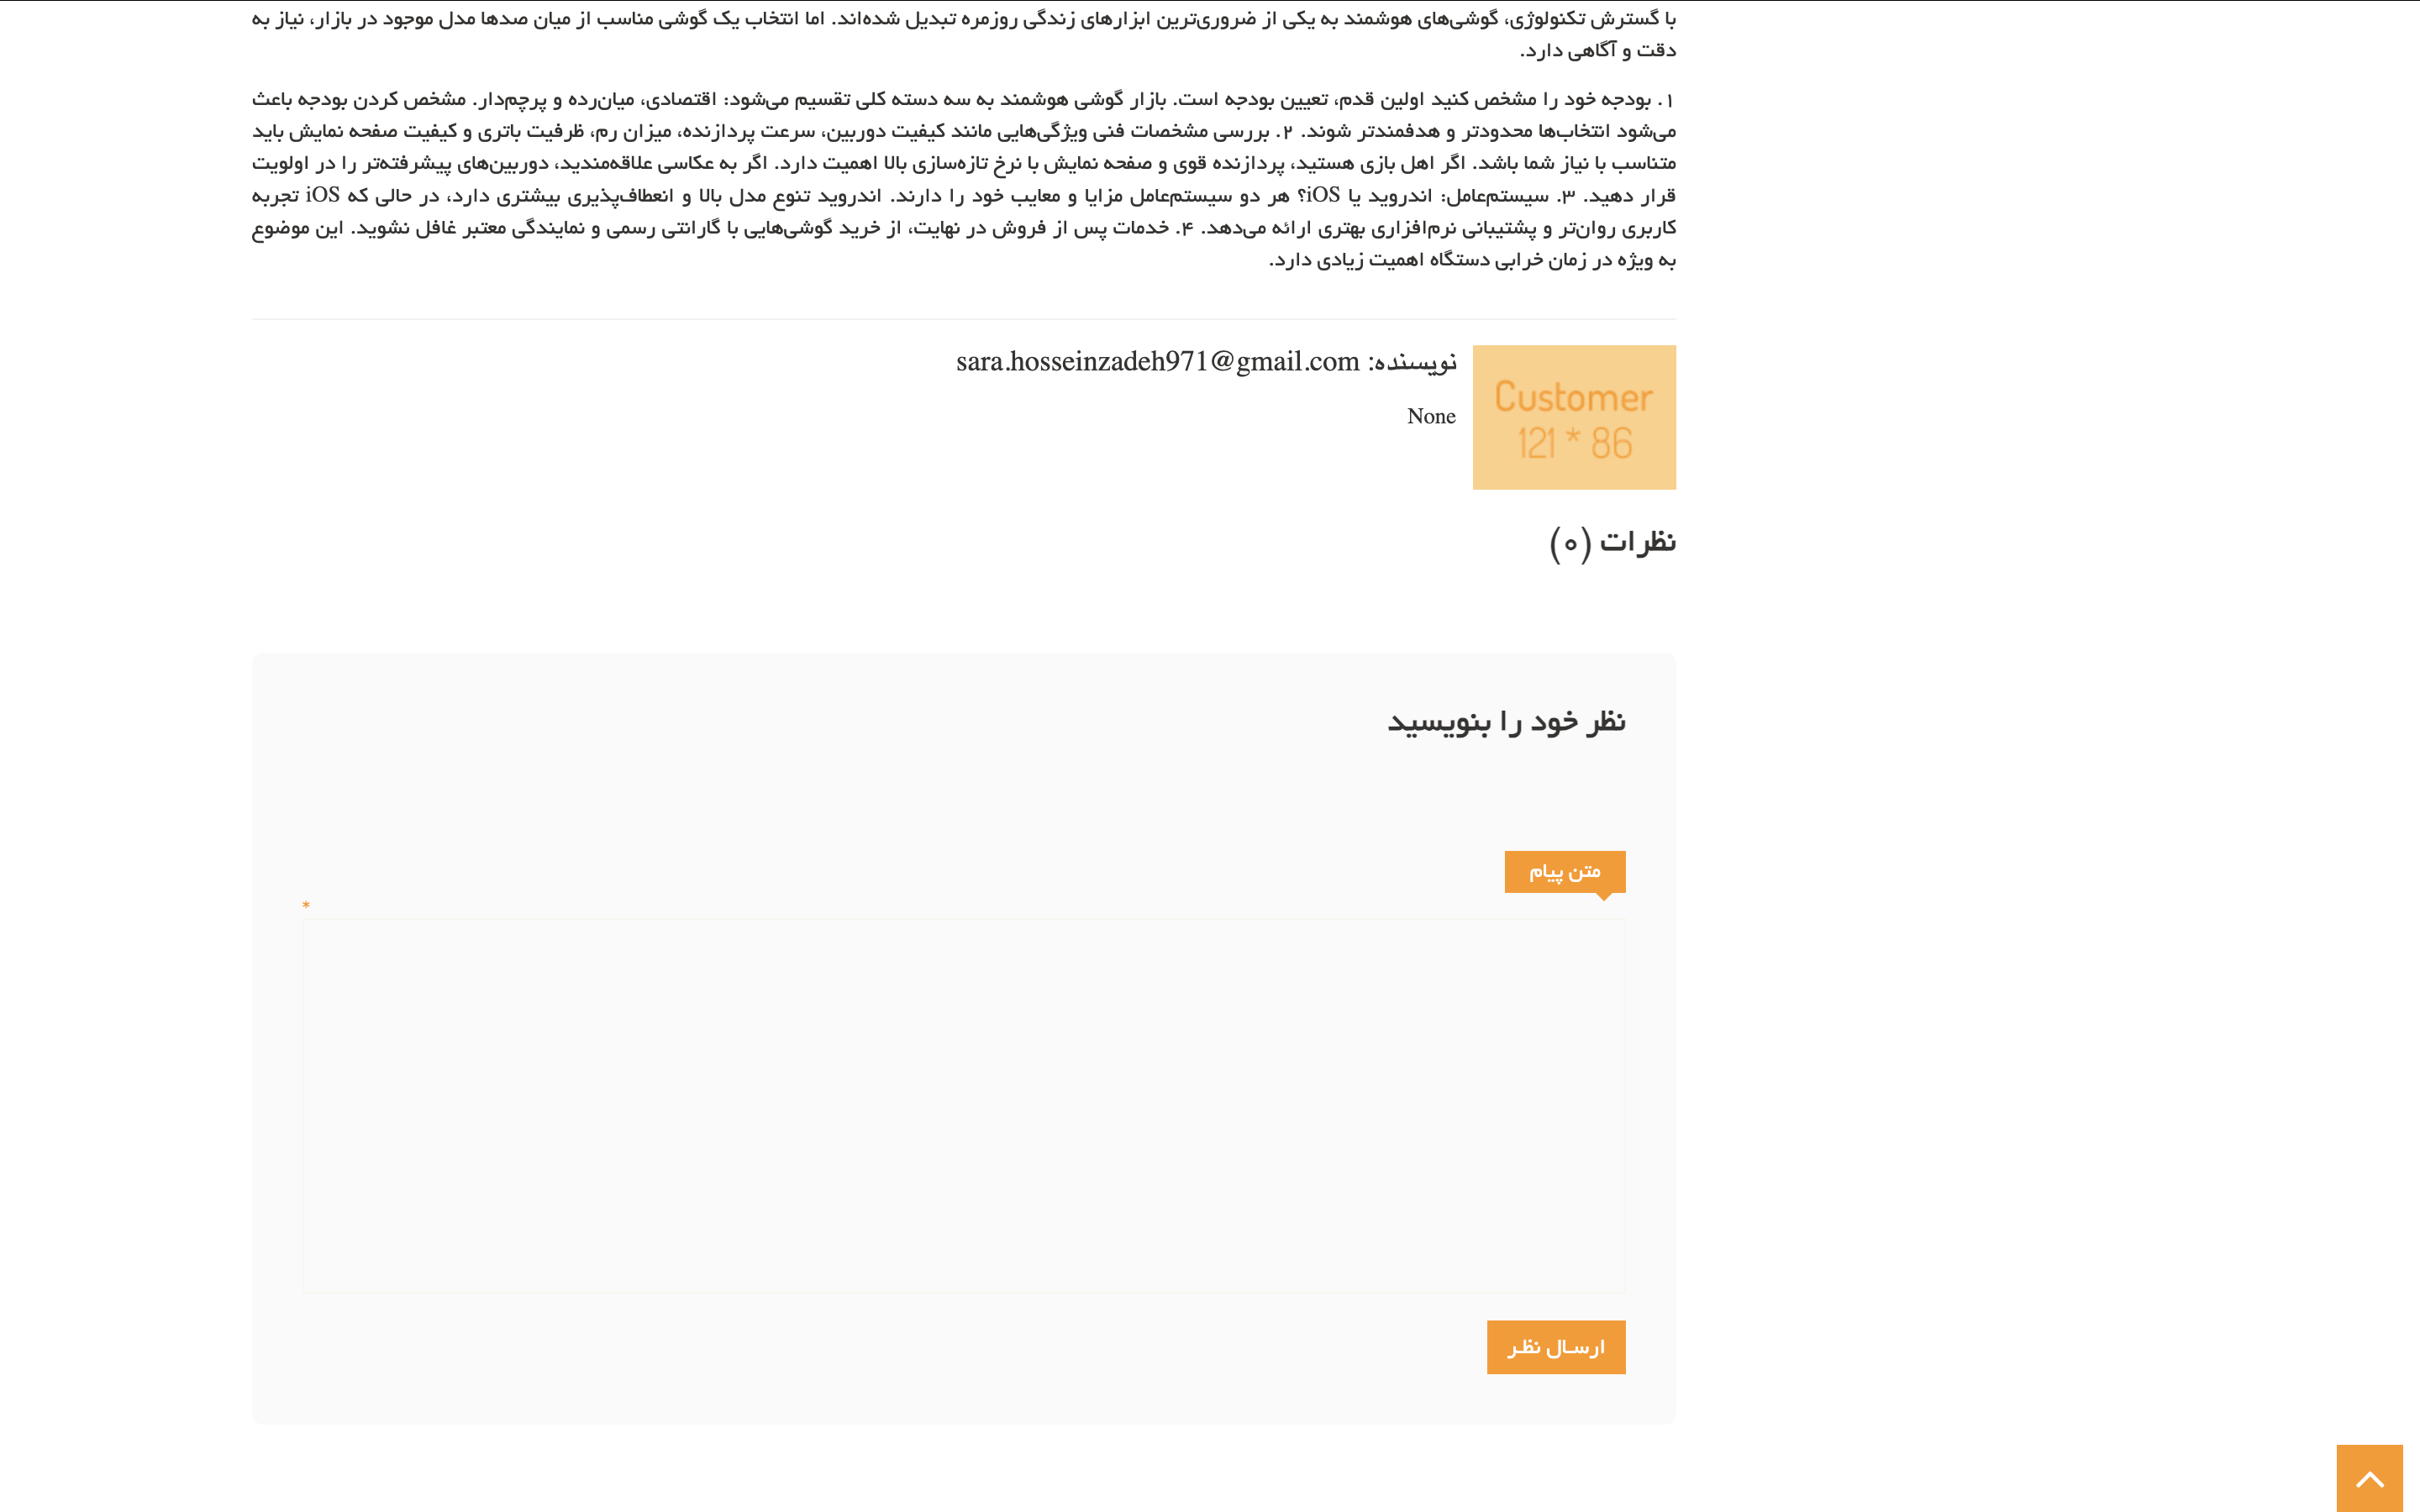 با گسترش تکنولوژی، گوشی‌های هوشمند به یکی از ضروری‌ترین ابزارهای زندگی روزمره تبدیل شده‌اند. اما انتخاب یک گوشی مناسب از میان صدها مدل موجود در بازار، نیاز به
دقت و آگاهی دارد.
۱. بودجه خود را مشخص کنید اولین قدم، تعیین بودجه است. بازار گوشی هوشمند به سه دسته کلی تقسیم می‌شود: اقتصادی، میان‌رده و پرچم‌دار. مشخص کردن بودجه باعث
می‌شود انتخاب‌ها محدودتر و هدفمندتر شوند. ۲. بررسی مشخصات فنی ویژگی‌هایی مانند کیفیت دوربین، سرعت پردازنده، میزان رم، ظرفیت باتری و کیفیت صفحه نمایش باید
متناسب با نیاز شما باشد. اگر اهل بازی هستید، پردازنده قوی و صفحه نمایش با نرخ تازه‌سازی بالا اهمیت دارد. اگر به عکاسی علاقه‌مندید، دوربین‌های پیشرفته‌تر را در اولویت
قرار دهید. ۳. سیستم‌عامل: اندروید یا iOS؟ هر دو سیستم‌عامل مزایا و معایب خود را دارند. اندروید تنوع مدل بالا و انعطاف‌پذیری بیشتری دارد، در حالی که iOS تجربه
کاربری روان‌تر و پشتیبانی نرم‌افزاری بهتری ارائه می‌دهد. ۴. خدمات پس از فروش در نهایت، از خرید گوشی‌هایی با گارانتی رسمی و نمایندگی معتبر غافل نشوید. این موضوع
به ویژه در زمان خرابی دستگاه اهمیت زیادی دارد.
Customer
121 * 86
نویسنده: sara.hosseinzadeh971@gmail.com
None
نظرات (۰)
نظر خود را بنویسید
متن پیام
*
ارسـال نظـر